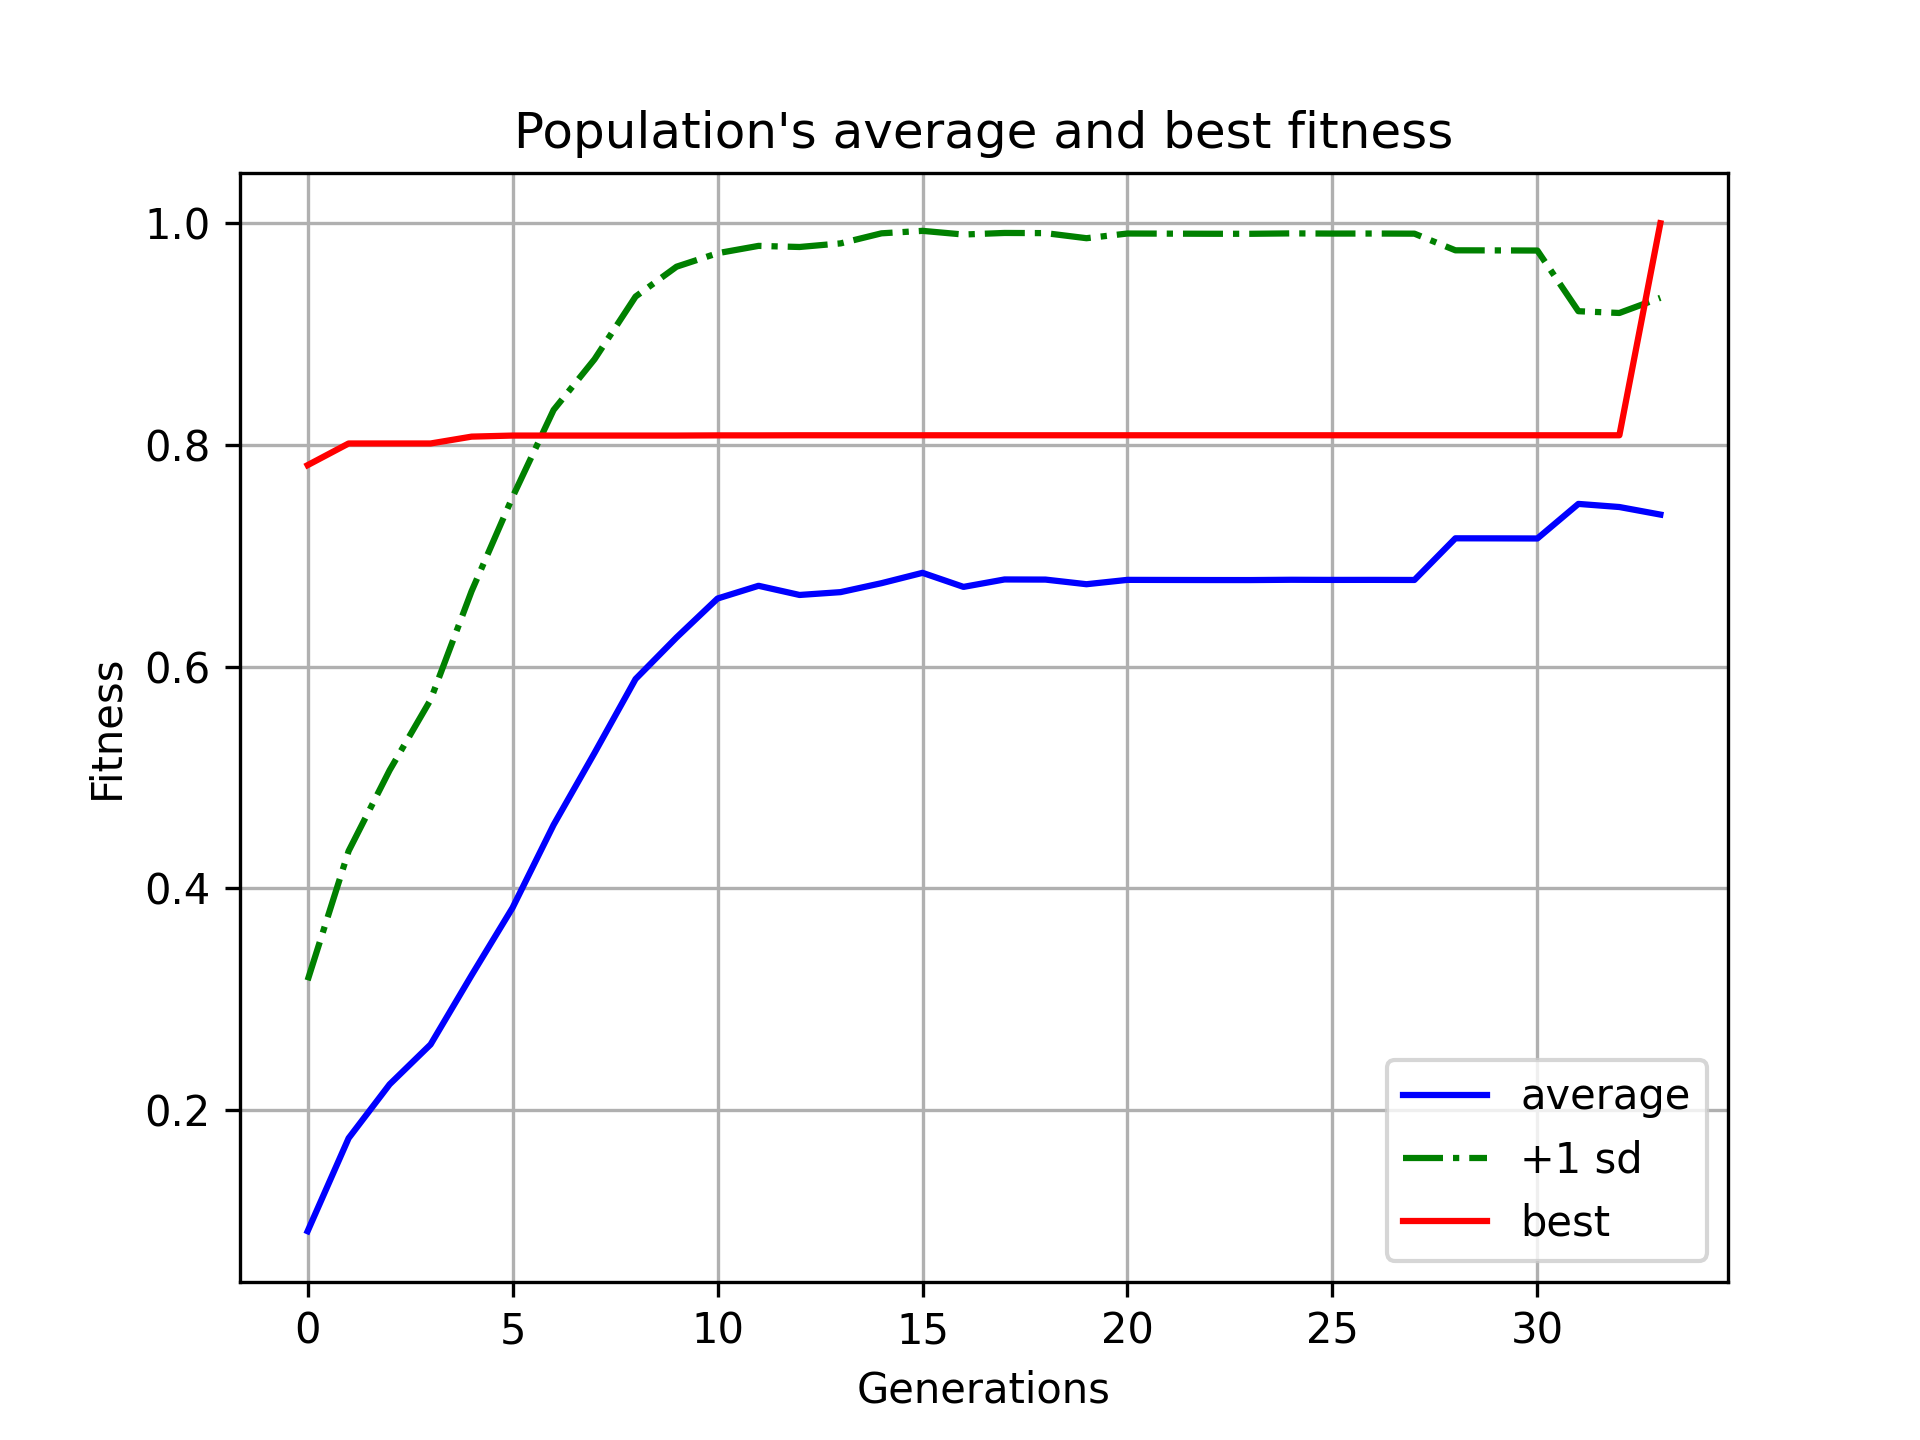 Population's average and best fitness
1.0
0.8
0.6
0.4
0.2
Fitness
0 5 10 15 20 25 30
Generations
average
+1 sd
best